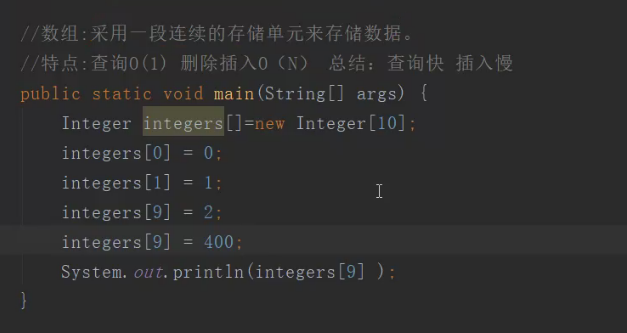 //数组:采用一段连续的存储单元来存储数据。
//特点:查询O(1) 删除插入O（N） 总结：查询快 插入慢
public static void main(String[] args) {
Integer integers[]=new Integer[10];
integers[0] = 0;
integers[1] = 1;
integers[9] = 2;
integers[9] = 400;
System.out.println(integers[9] );
}